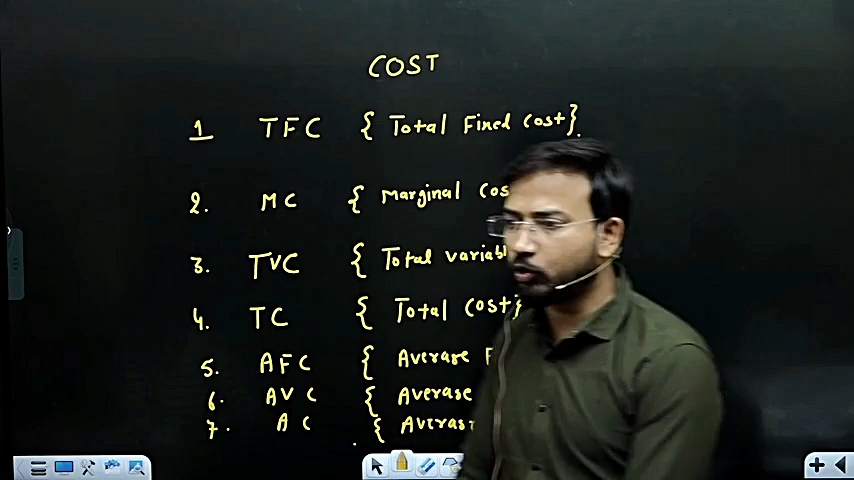 COST
1 TFC { Total Fixed Cost}.
2. MC { Marginal Cos
3. TVC { Total variabl
4. TC { Total Cost}
5. AFC { Average F
6. AVC { Average
7. AC { Average